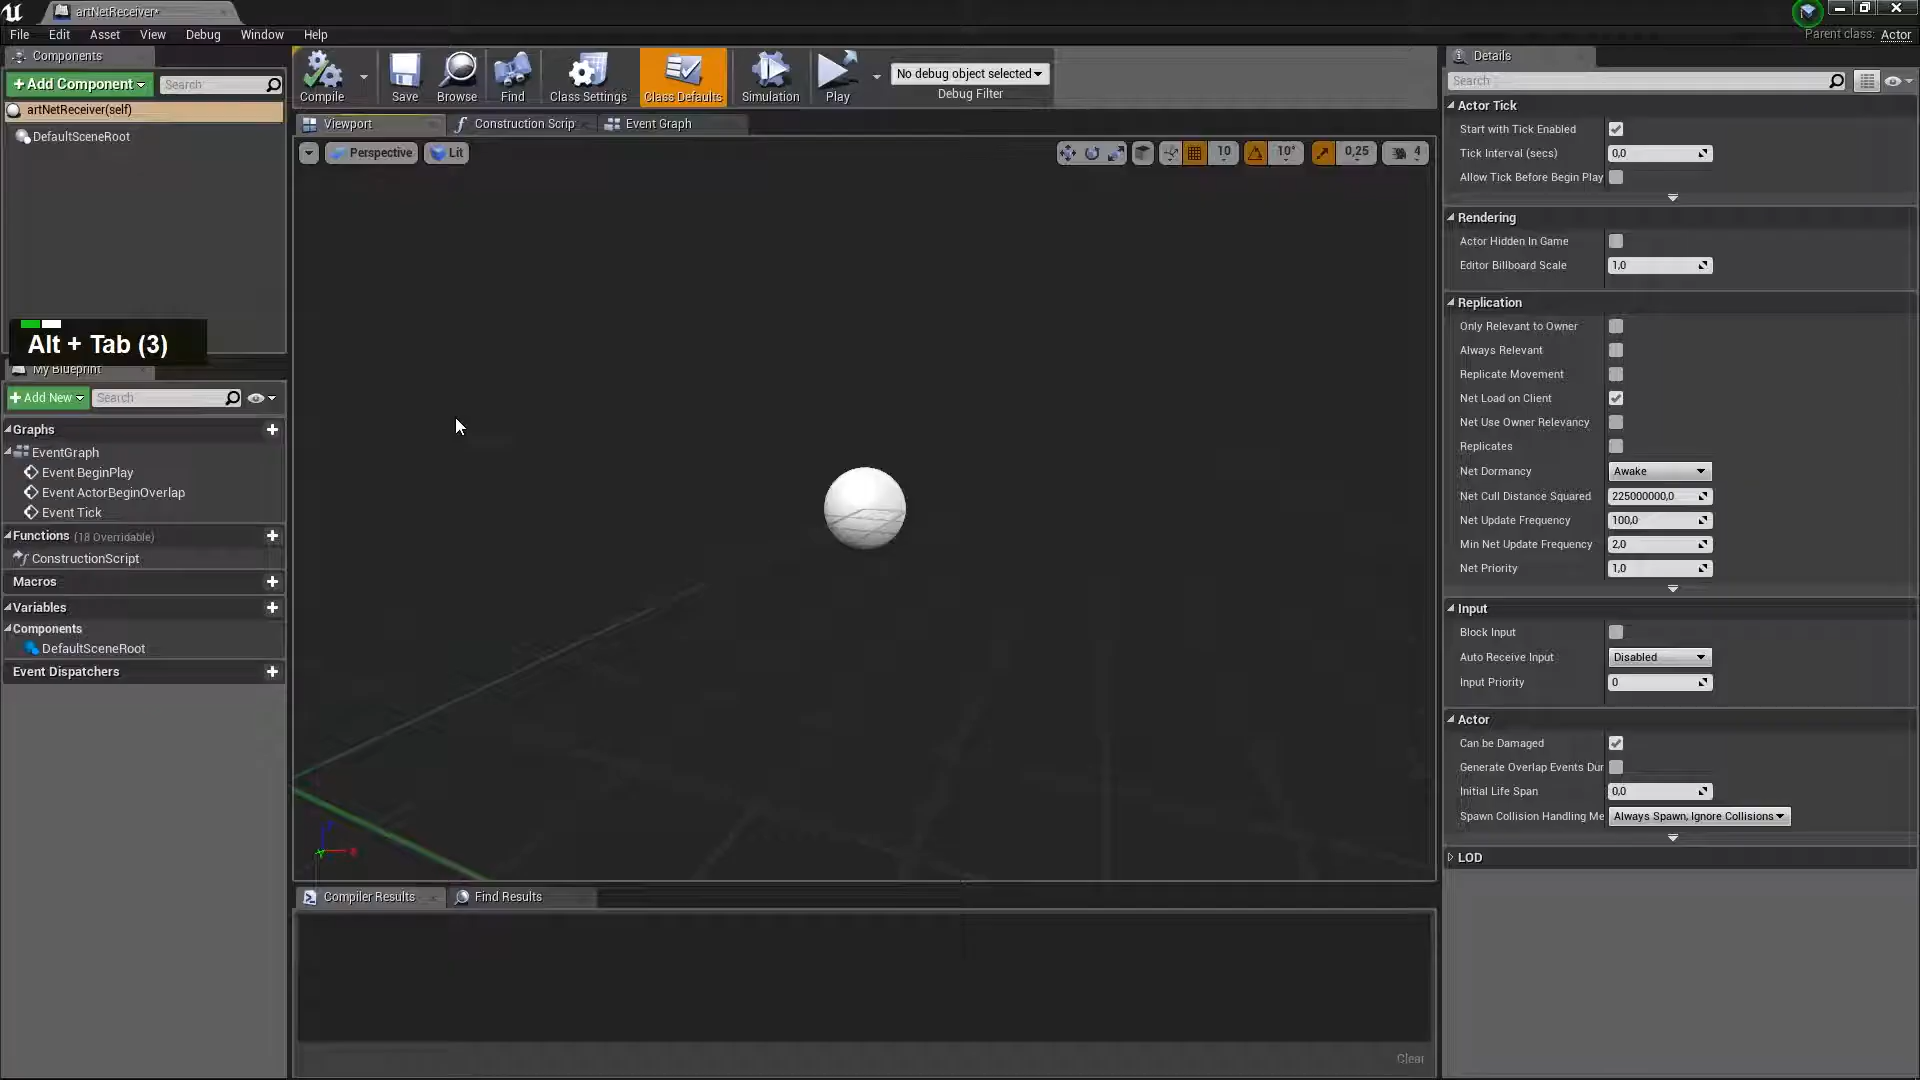 artNetReceiver*
File Edit Asset View Debug Window Help
Parent class: Actor
Components
+Add Component Search
artNetReceiver(self)
DefaultSceneRoot
Alt + Tab (3)
My Blueprint
+Add New Search
Graphs
EventGraph
Event BeginPlay
Event ActorBeginOverlap
Event Tick
Functions (18 Overridable)
ConstructionScript
Macros
Variables
Components
DefaultSceneRoot
Event Dispatchers
Compile Save Browse Find Class Settings Class Defaults Simulation Play
No debug object selected
Debug Filter
Viewport Construction Scrip Event Graph
Perspective Lit 10 10° 0,25 4
Compiler Results Find Results
Clear
Details
Search
Actor Tick
Start with Tick Enabled
Tick Interval (secs) 0,0
Allow Tick Before Begin Play
Rendering
Actor Hidden In Game
Editor Billboard Scale 1,0
Replication
Only Relevant to Owner
Always Relevant
Replicate Movement
Net Load on Client
Net Use Owner Relevancy
Replicates
Net Dormancy Awake
Net Cull Distance Squared 225000000,0
Net Update Frequency 100,0
Min Net Update Frequency 2,0
Net Priority 1,0
Input
Block Input
Auto Receive Input Disabled
Input Priority 0
Actor
Can be Damaged
Generate Overlap Events Dur
Initial Life Span 0,0
Spawn Collision Handling Me Always Spawn, Ignore Collisions
LOD